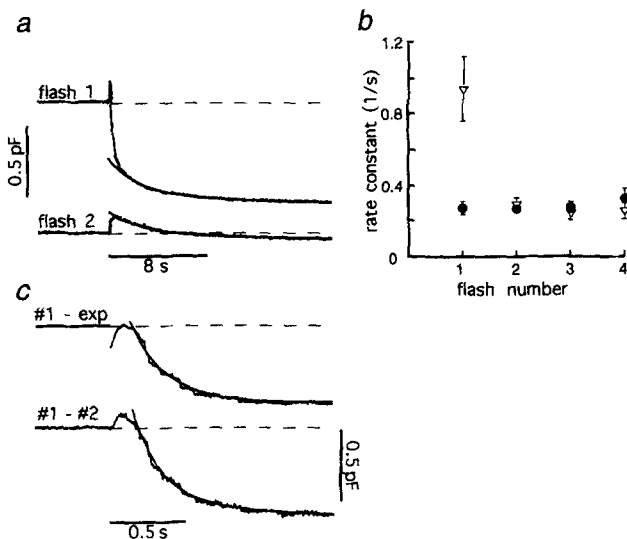 a
flash 1
0.5 pF
flash 2
8 s
b
1.2
0.8
0.4
0
rate constant (1/s)
1 2 3 4
flash number
c
#1 - exp
#1 - #2
0.5 pF
0.5 s